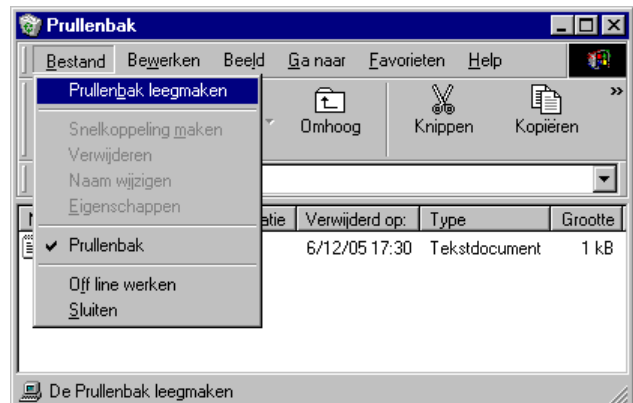 Prullenbak
Bestand Bewerken Beeld Ga naar Favorieten Help
Prullenbak leegmaken
Snelkoppeling maken
Verwijderen
Naam wijzigen
Eigenschappen
Prullenbak
Off line werken
Sluiten
Omhoog Knippen Kopiëren
atie Verwijderd op: Type Grootte
6/12/05 17:30 Tekstdocument 1 kB
De Prullenbak leegmaken